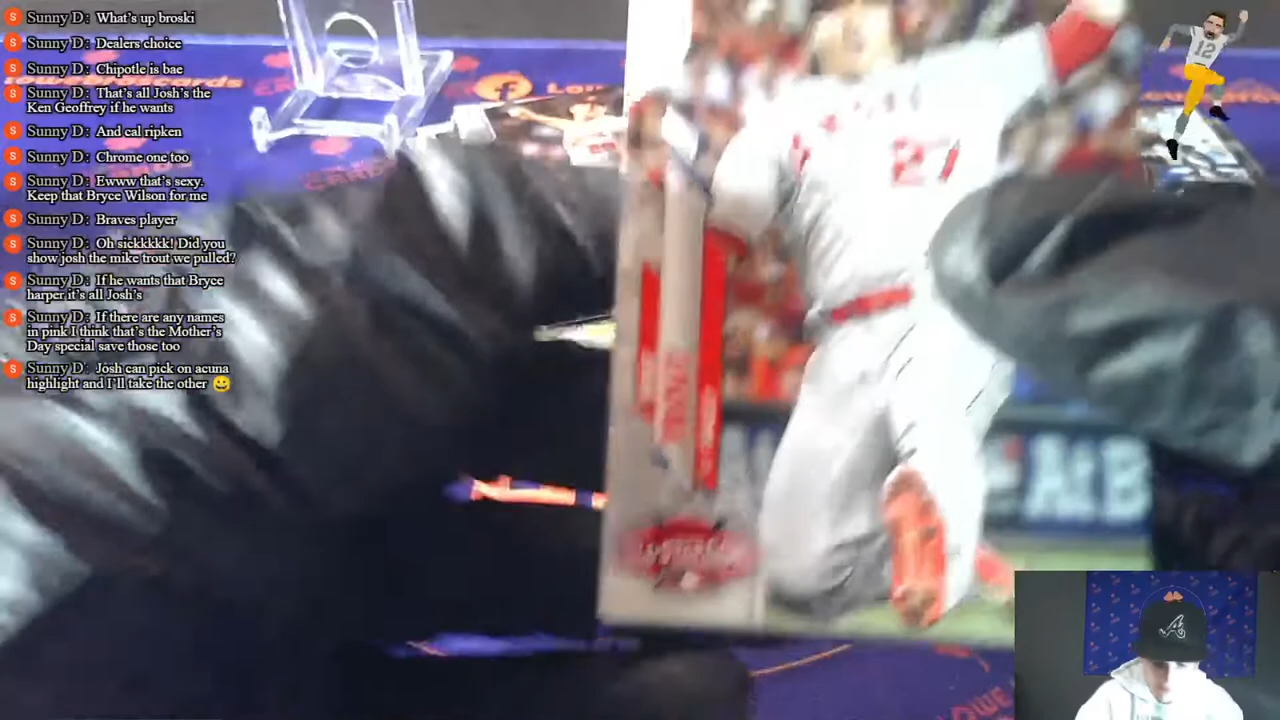 Sunny D: What's up broski
Sunny D: Dealers choice
Sunny D: Chipotle is bae
Sunny D: That's all Josh's the
Ken Geoffrey if he wants
Sunny D: And cal ripken
Sunny D: Chrome one too
Sunny D: Ewww that's sexy.
Keep that Bryce Wilson for me
Sunny D: Braves player
Sunny D: Oh sickkkkk! Did you
show josh the mike trout we pulled?
Sunny D: If he wants that Bryce
harper it's all Josh's
Sunny D: If there are any names
in pink I think that's the Mother's
Day special save those too
Sunny D: Josh can pick on acuna
highlight and I'll take the other 😀
27
12
A